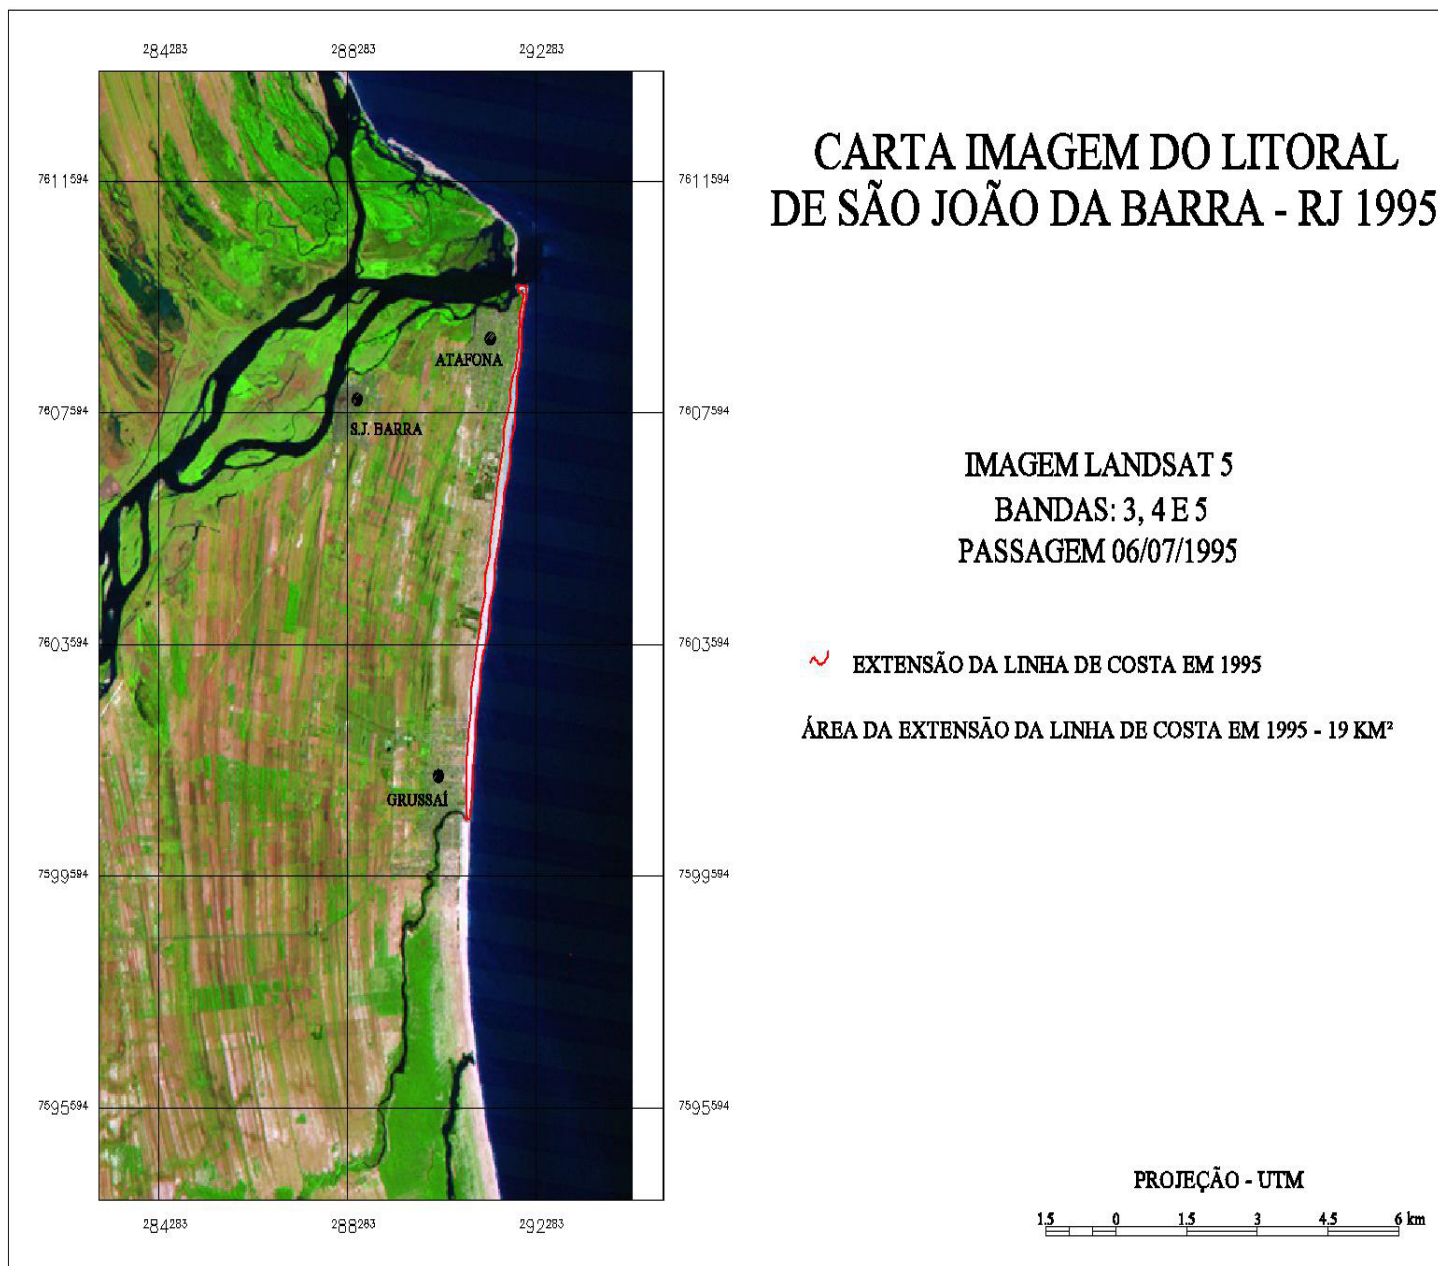 284283 288283 292283
CARTA IMAGEM DO LITORAL
DE SÃO JOÃO DA BARRA - RJ 1995
7611594 7611594
ATAFONA
7607594 7607594
S.J. BARRA
IMAGEM LANDSAT 5
BANDAS: 3, 4 E 5
PASSAGEM 06/07/1995
7603594 7603594
EXTENSÃO DA LINHA DE COSTA EM 1995
ÁREA DA EXTENSÃO DA LINHA DE COSTA EM 1995 - 19 KM²
GRUSSAÍ
7599594 7599594
7595594 7595594
PROJEÇÃO - UTM
1.5 0 1.5 3 4.5 6 km
284283 288283 292283